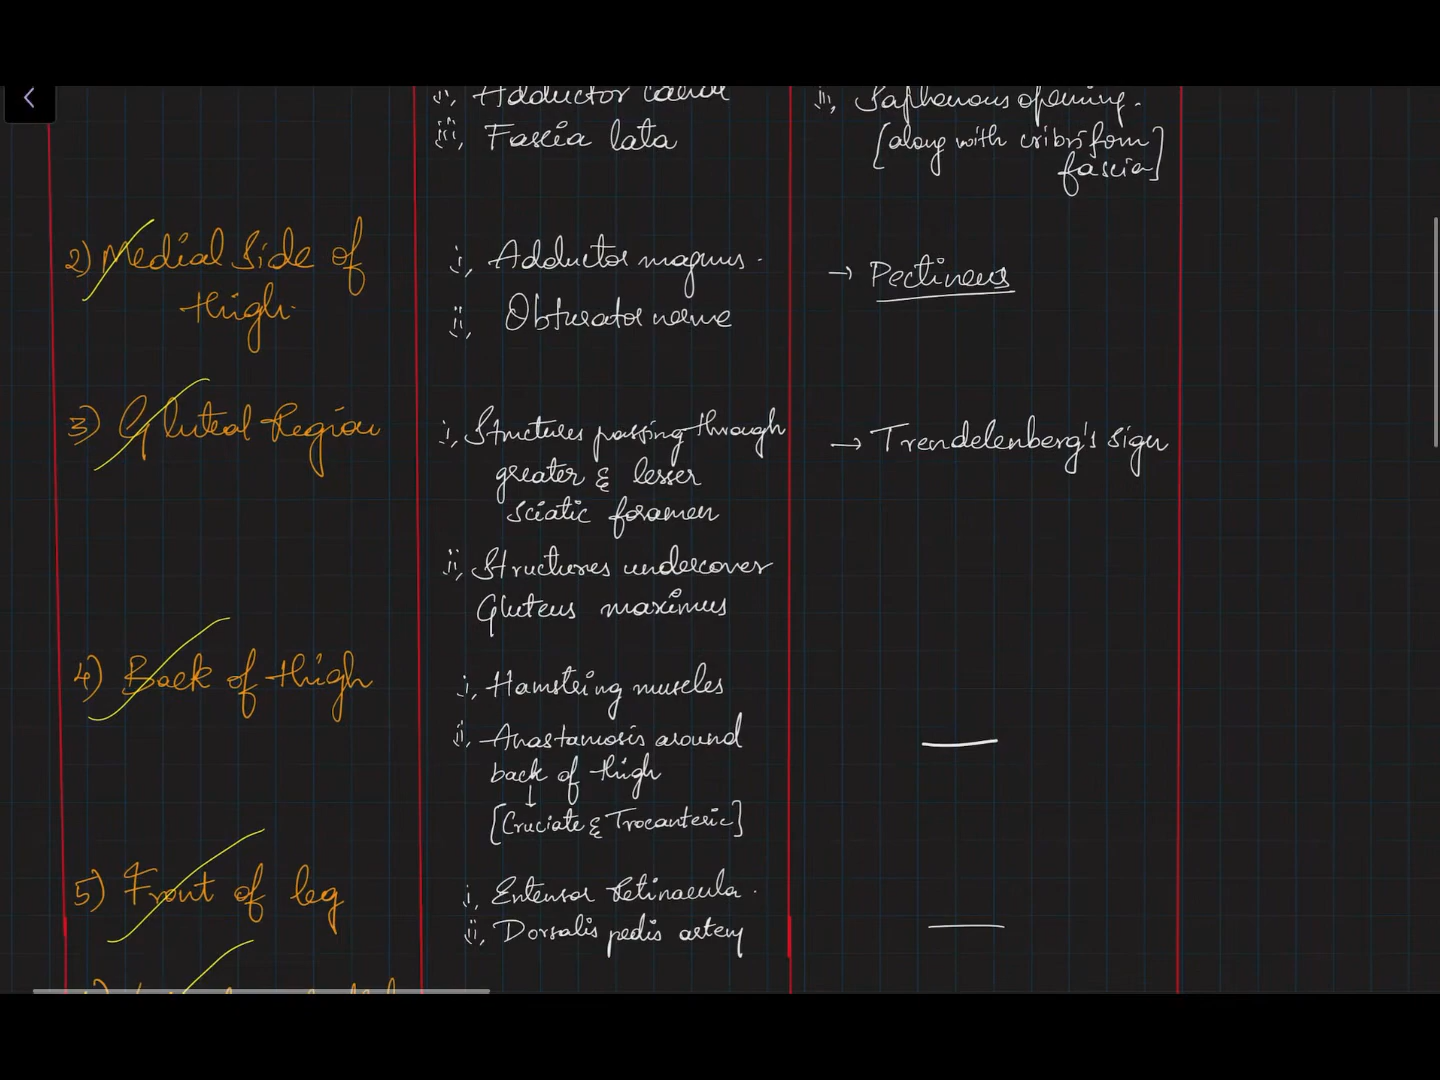 ii, Adductor canal
iii, Fascia lata
iii, Saphenous opening.
[along with cribriform
fascia]
2) Medial Side of
thigh.
i, Adductor magnus.
ii, Obturator nerve
→ Pectineus
3) Gluteal Region
i, Structures passing through
greater & lesser
sciatic foramen
ii, Structures undercover
Gluteus maximus
→ Trendelenberg's sign
4) Back of thigh
i, Hamstring muscles
ii, Anastamosis around
back of thigh
↓
[Cruciate & Trocanteric]
5) Front of leg
i, Extensor Retinacula.
ii, Dorsalis pedis artery